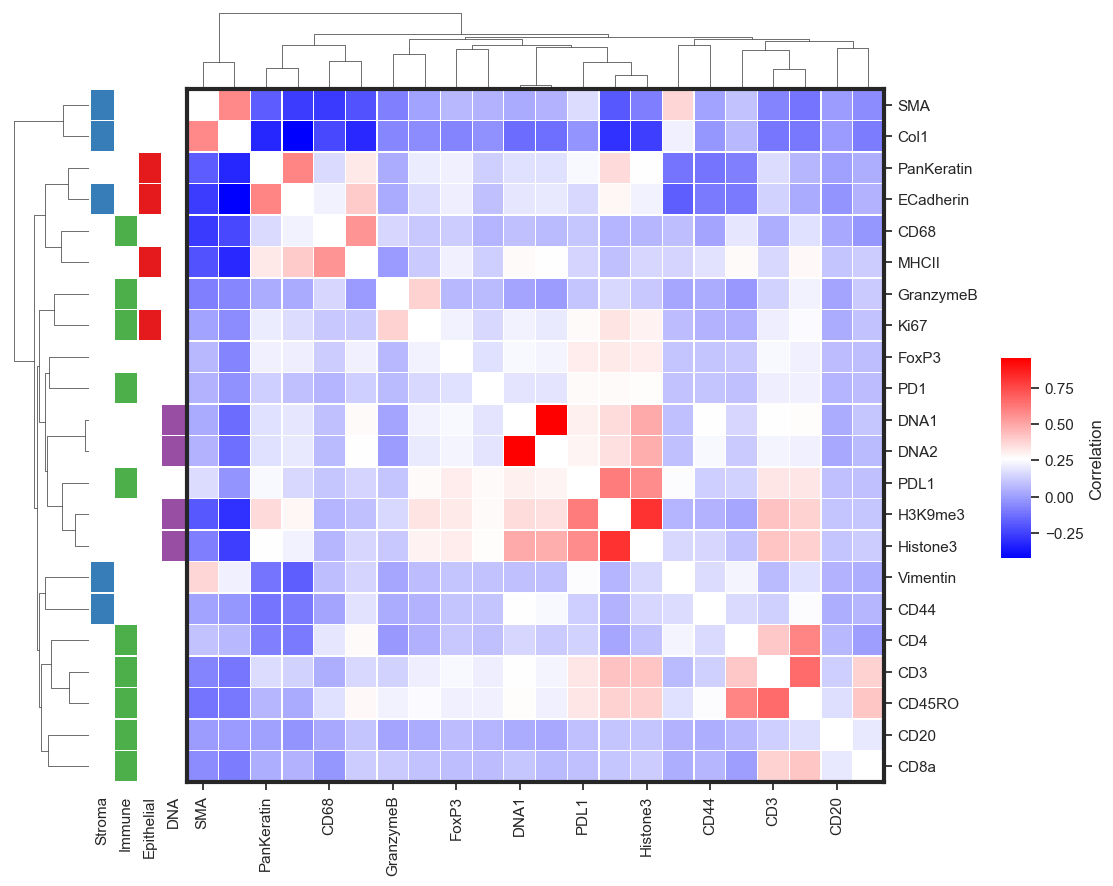 SMA
Col1
PanKeratin
ECadherin
CD68
MHCII
GranzymeB
Ki67
FoxP3
PD1
DNA1
DNA2
PDL1
H3K9me3
Histone3
Vimentin
CD44
CD4
CD3
CD45RO
CD20
CD8a
0.75
0.50
0.25
0.00
−0.25
Correlation
Stroma
Immune
Epithelial
DNA
SMA
PanKeratin
CD68
GranzymeB
FoxP3
DNA1
PDL1
Histone3
CD44
CD3
CD20